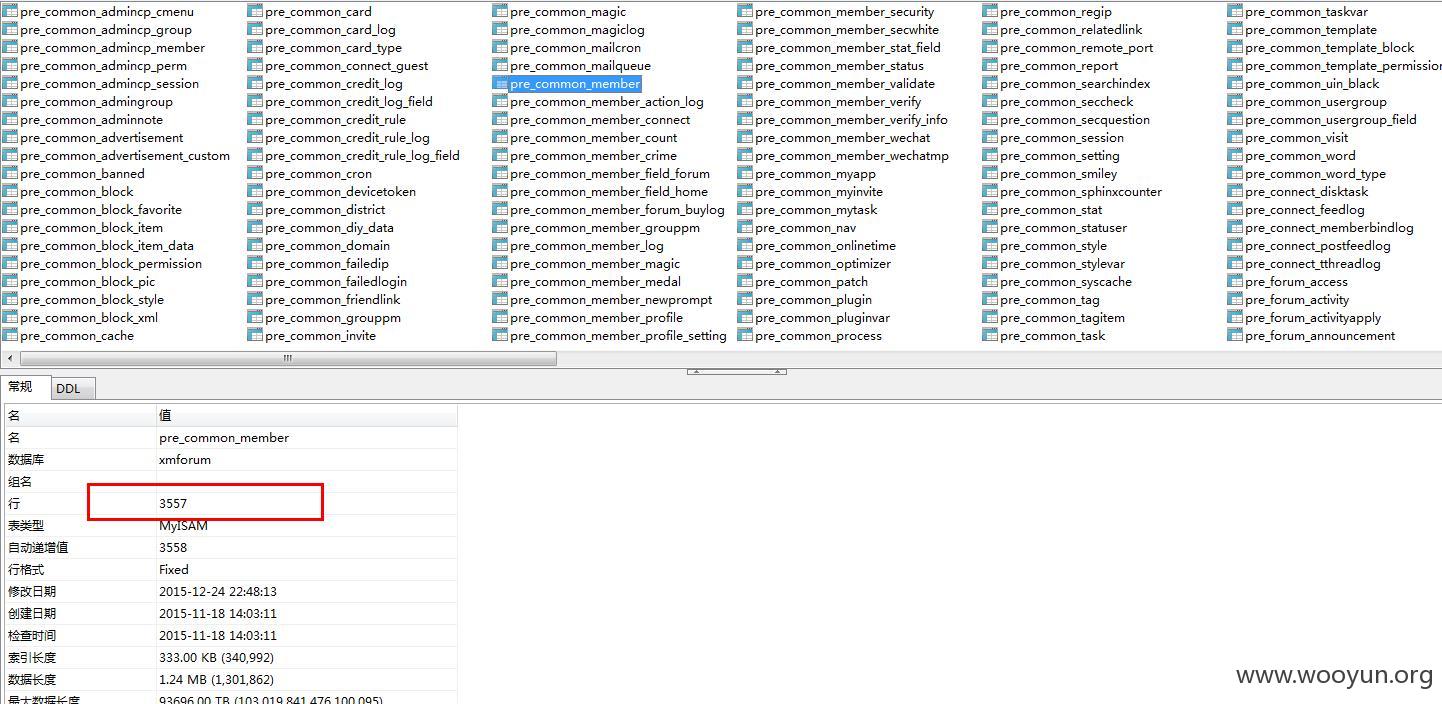 pre_common_admincp_cmenu pre_common_card pre_common_magic pre_common_member_security pre_common_regip pre_common_taskvar
pre_common_admincp_group pre_common_card_log pre_common_magiclog pre_common_member_secwhite pre_common_relatedlink pre_common_template
pre_common_admincp_member pre_common_card_type pre_common_mailcron pre_common_member_stat_field pre_common_remote_port pre_common_template_block
pre_common_admincp_perm pre_common_connect_guest pre_common_mailqueue pre_common_member_status pre_common_report pre_common_template_permission
pre_common_admincp_session pre_common_credit_log pre_common_member pre_common_member_validate pre_common_searchindex pre_common_uin_black
pre_common_admingroup pre_common_credit_log_field pre_common_member_action_log pre_common_member_verify pre_common_seccheck pre_common_usergroup
pre_common_adminnote pre_common_credit_rule pre_common_member_connect pre_common_member_verify_info pre_common_secquestion pre_common_usergroup_field
pre_common_advertisement pre_common_credit_rule_log pre_common_member_count pre_common_member_wechat pre_common_session pre_common_visit
pre_common_advertisement_custom pre_common_credit_rule_log_field pre_common_member_crime pre_common_member_wechatmp pre_common_setting pre_common_word
pre_common_banned pre_common_cron pre_common_member_field_forum pre_common_myapp pre_common_smiley pre_common_word_type
pre_common_block pre_common_devicetoken pre_common_member_field_home pre_common_myinvite pre_common_sphinxcounter pre_connect_disktask
pre_common_block_favorite pre_common_district pre_common_member_forum_buylog pre_common_mytask pre_common_stat pre_connect_feedlog
pre_common_block_item pre_common_diy_data pre_common_member_grouppm pre_common_nav pre_common_statuser pre_connect_memberbindlog
pre_common_block_item_data pre_common_domain pre_common_member_log pre_common_onlinetime pre_common_style pre_connect_postfeedlog
pre_common_block_permission pre_common_failedip pre_common_member_magic pre_common_optimizer pre_common_stylevar pre_connect_tthreadlog
pre_common_block_pic pre_common_failedlogin pre_common_member_medal pre_common_patch pre_common_syscache pre_forum_access
pre_common_block_style pre_common_friendlink pre_common_member_newprompt pre_common_plugin pre_common_tag pre_forum_activity
pre_common_block_xml pre_common_grouppm pre_common_member_profile pre_common_pluginvar pre_common_tagitem pre_forum_activityapply
pre_common_cache pre_common_invite pre_common_member_profile_setting pre_common_process pre_common_task pre_forum_announcement
常规 DDL
名 值
名 pre_common_member
数据库 xmforum
组名
行 3557
表类型 MyISAM
自动递增值 3558
行格式 Fixed
修改日期 2015-12-24 22:48:13
创建日期 2015-11-18 14:03:11
检查时间 2015-11-18 14:03:11
索引长度 333.00 KB (340,992)
数据长度 1.24 MB (1,301,862)
最大数据长度 93696.00 TB (103,019,841,476,100,095)
www.wooyun.org